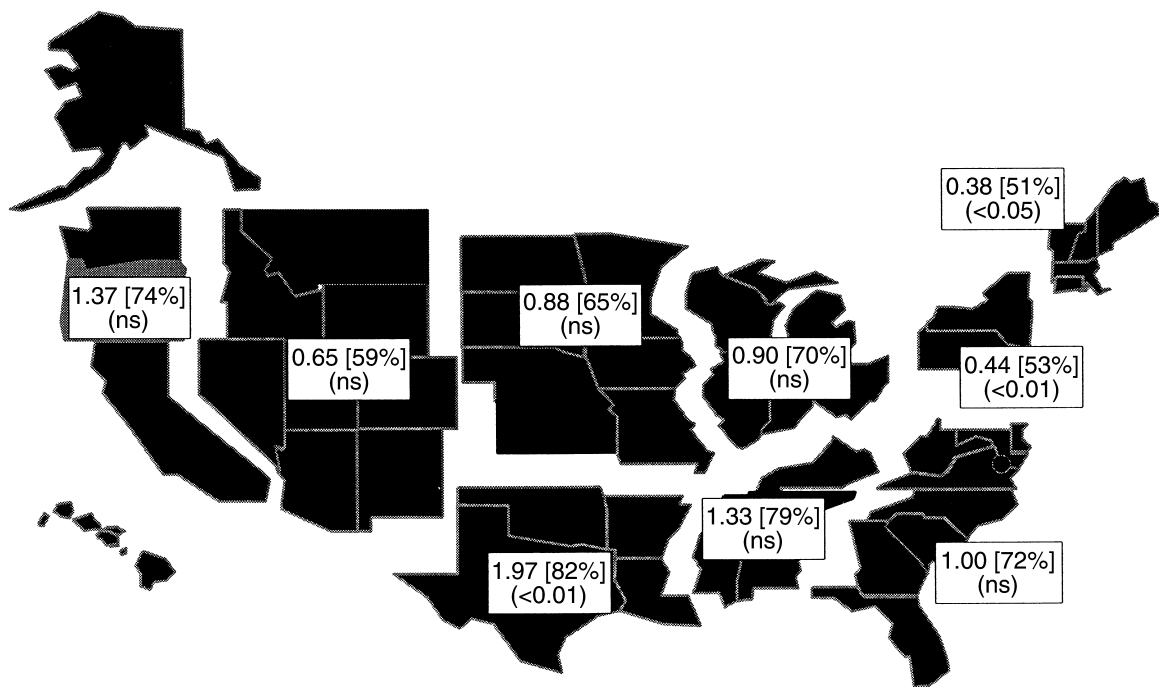 0.38 [51%]
(<0.05)
1.37 [74%]
(ns)
0.88 [65%]
(ns)
0.65 [59%]
(ns)
0.90 [70%]
(ns)
0.44 [53%]
(<0.01)
1.33 [79%]
(ns)
1.97 [82%]
(<0.01)
1.00 [72%]
(ns)